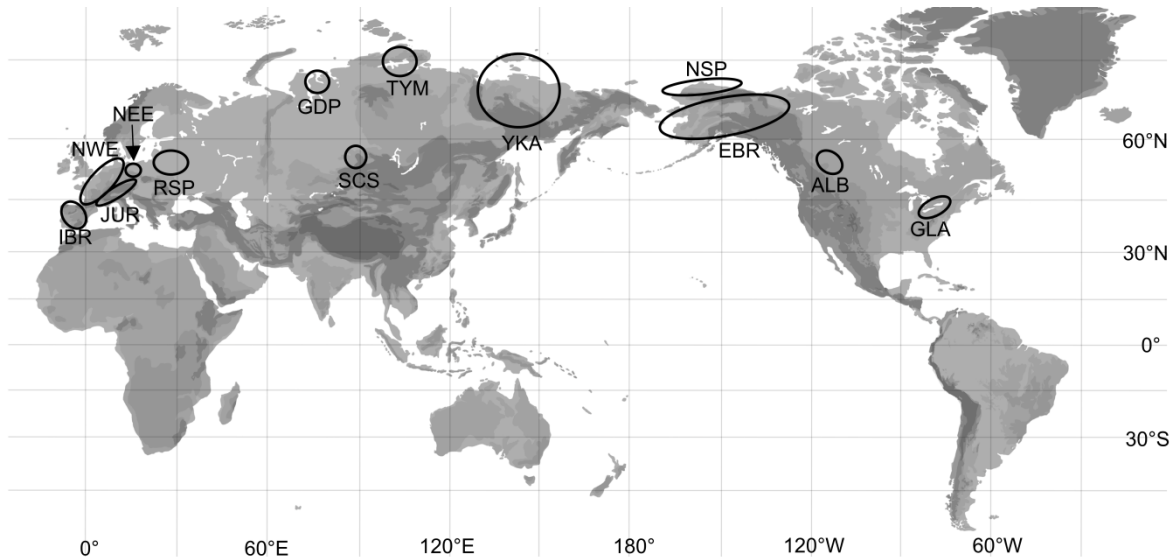 NSP
TYM
GDP
NEE
YKA
EBR
60°N
NWE
RSP
SCS
ALB
JUR
GLA
IBR
30°N
0°
30°S
0°
60°E
120°E
180°
120°W
60°W